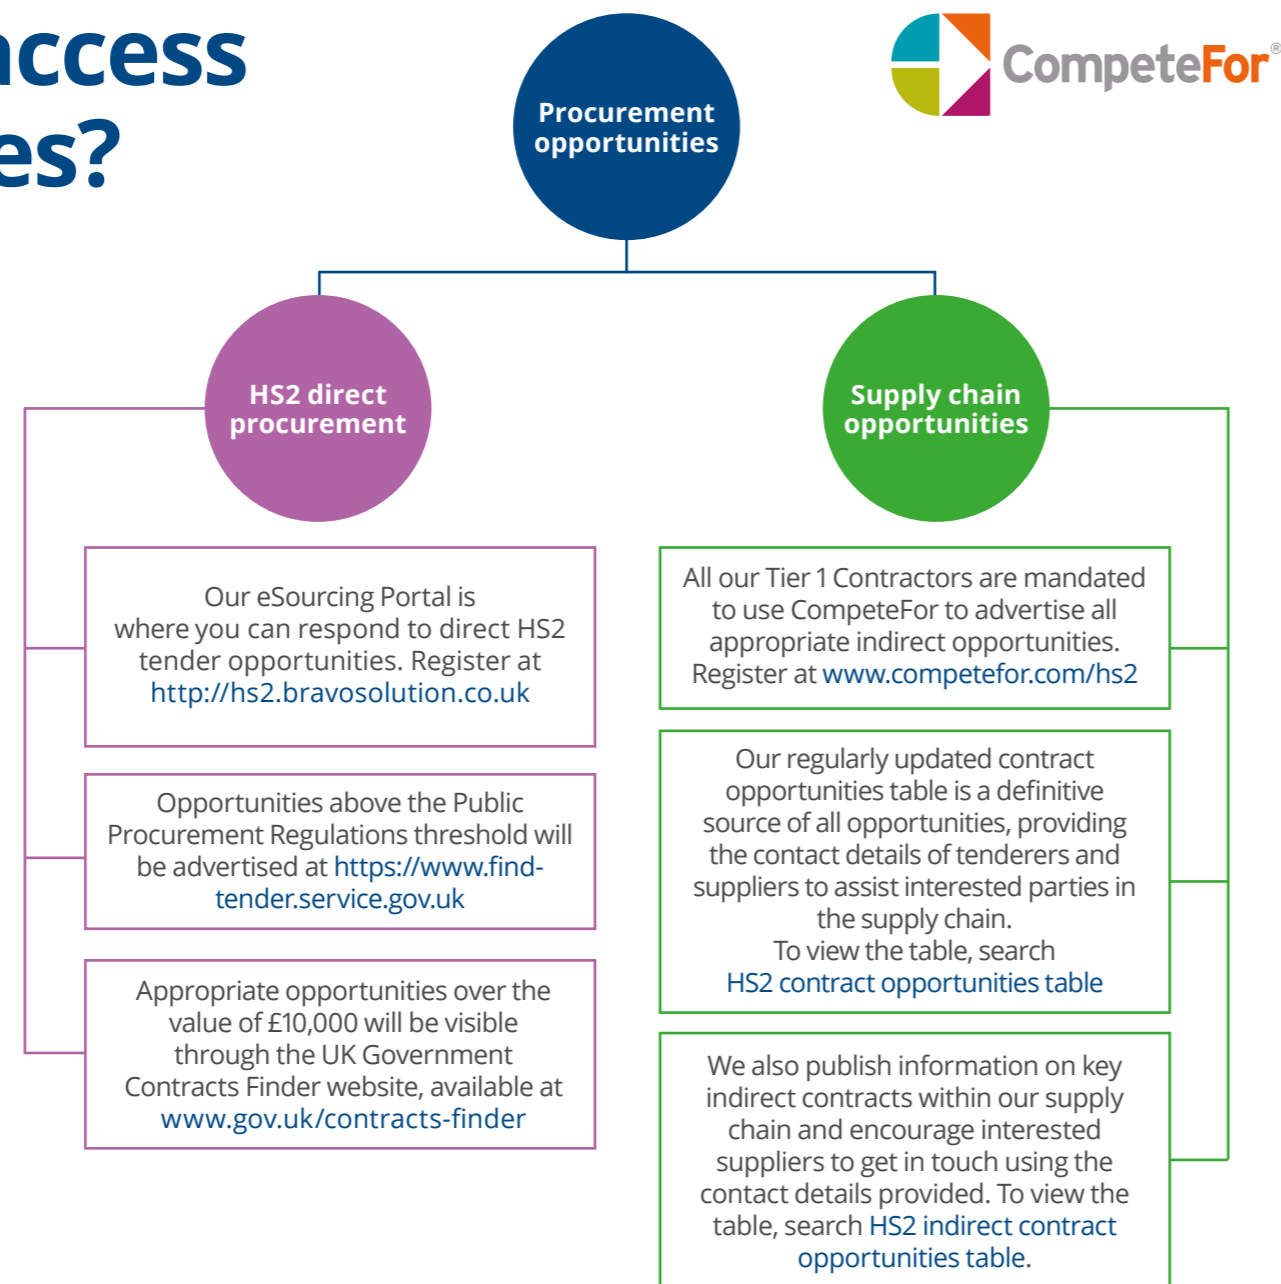 access
es?
Procurement
opportunities
CompeteFor®
HS2 direct
procurement
Our eSourcing Portal is
where you can respond to direct HS2
tender opportunities. Register at
http://hs2.bravosolution.co.uk
Opportunities above the Public
Procurement Regulations threshold will
be advertised at https://www.find-
tender.service.gov.uk
Appropriate opportunities over the
value of £10,000 will be visible
through the UK Government
Contracts Finder website, available at
www.gov.uk/contracts-finder
Supply chain
opportunities
All our Tier 1 Contractors are mandated
to use CompeteFor to advertise all
appropriate indirect opportunities.
Register at www.competefor.com/hs2
Our regularly updated contract
opportunities table is a definitive
source of all opportunities, providing
the contact details of tenderers and
suppliers to assist interested parties in
the supply chain.
To view the table, search
HS2 contract opportunities table
We also publish information on key
indirect contracts within our supply
chain and encourage interested
suppliers to get in touch using the
contact details provided. To view the
table, search HS2 indirect contract
opportunities table.